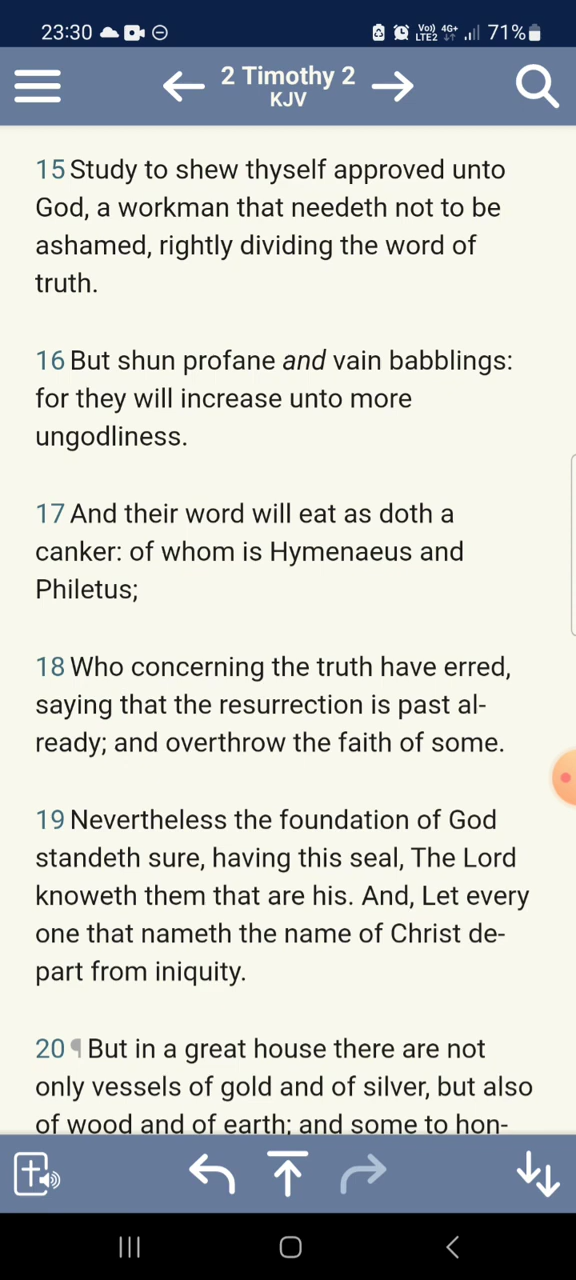 23:30
Vo)) LTE2 4G+ 71%
2 Timothy 2
KJV
15 Study to shew thyself approved unto
God, a workman that needeth not to be
ashamed, rightly dividing the word of
truth.
16 But shun profane and vain babblings:
for they will increase unto more
ungodliness.
17 And their word will eat as doth a
canker: of whom is Hymenaeus and
Philetus;
18 Who concerning the truth have erred,
saying that the resurrection is past al-
ready; and overthrow the faith of some.
19 Nevertheless the foundation of God
standeth sure, having this seal, The Lord
knoweth them that are his. And, Let every
one that nameth the name of Christ de-
part from iniquity.
20 ¶ But in a great house there are not
only vessels of gold and of silver, but also
of wood and of earth; and some to hon-